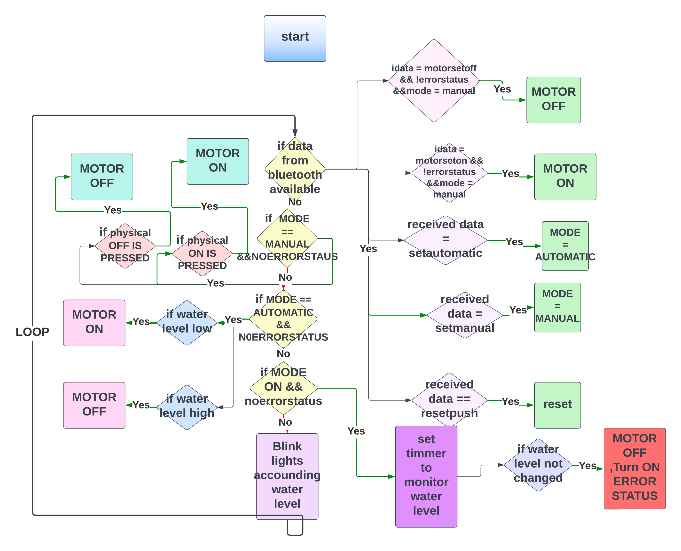 start
idata = motorsetoff
&& !errorstatus
&&mode = manual
Yes
MOTOR
OFF
if data
from
bluetooth
available
Yes
No
idata =
motorseton &&
!errorstatus
&&mode =
manual
Yes
MOTOR
ON
MOTOR
OFF
MOTOR
ON
Yes
Yes
if physical
OFF IS
PRESSED
if physical
ON IS
PRESSED
Yes
Yes
if MODE
==
MANUAL
&&NOERRORSTAUS
No
received data
=
setautomatic
Yes
MODE
=
AUTOMATIC
LOOP
MOTOR
ON
Yes
if water
level low
Yes
if MODE ==
AUTOMATIC
&&
N0ERRORSTATUS
No
received
data =
setmanual
Yes
MODE
=
MANUAL
MOTOR
OFF
Yes
if water
level high
if MODE
ON &&
noerrorstatus
No
Yes
received
data ==
resetpush
Yes
reset
Blink
lights
accounding
water
level
set
timmer
to
monitor
water
level
if water
level not
changed
Yes
MOTOR
OFF
,Turn ON
ERROR
STATUS